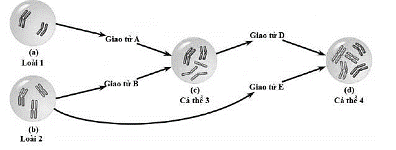 (a)
Loài 1
Giao tử A
Giao tử B
(b)
Loài 2
(c)
Cá thể 3
Giao tử D
Giao tử E
(d)
Cá thể 4